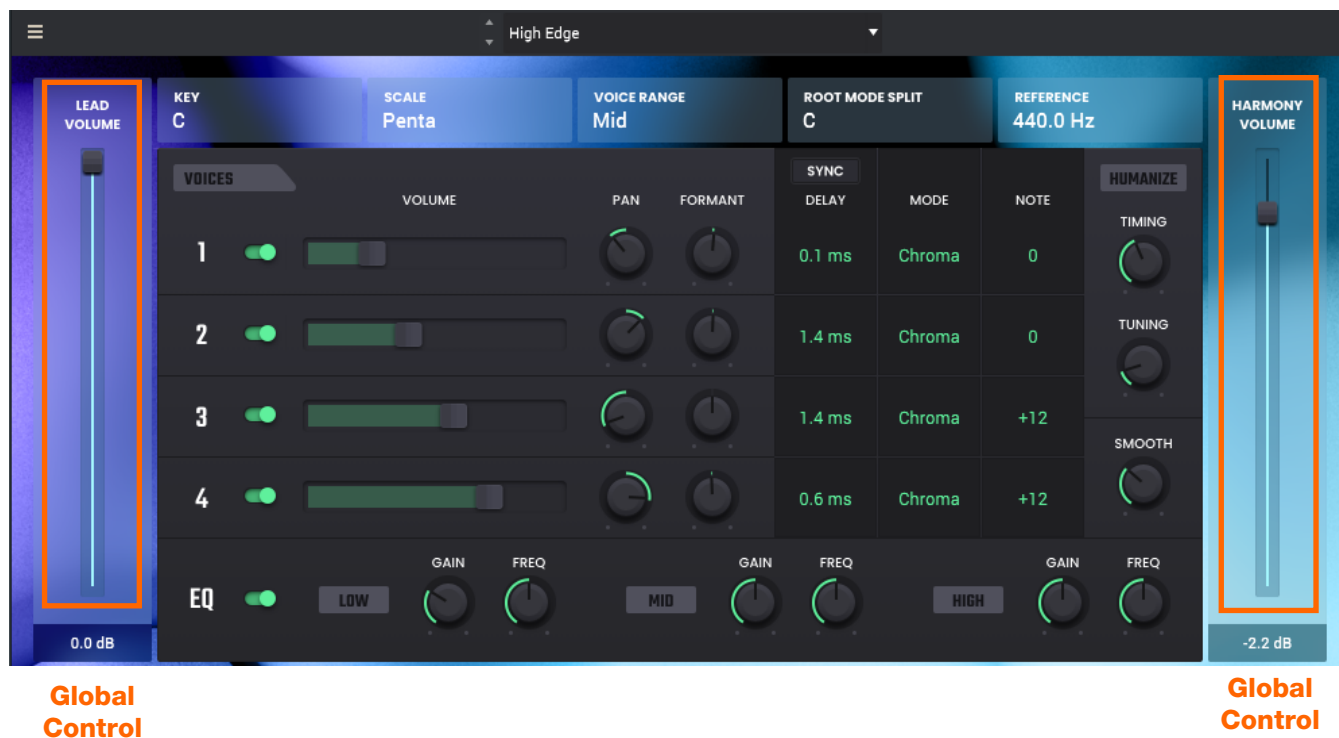 High Edge
LEAD
VOLUME
KEY
C
SCALE
Penta
VOICE RANGE
Mid
ROOT MODE SPLIT
C
REFERENCE
440.0 Hz
HARMONY
VOLUME
VOICES
VOLUME
PAN
FORMANT
SYNC
DELAY
MODE
NOTE
HUMANIZE
TIMING
1
0.1 ms
Chroma
0
2
1.4 ms
Chroma
0
TUNING
3
1.4 ms
Chroma
+12
SMOOTH
4
0.6 ms
Chroma
+12
EQ
LOW
GAIN
FREQ
MID
GAIN
FREQ
HIGH
GAIN
FREQ
0.0 dB
-2.2 dB
Global
Control
Global
Control